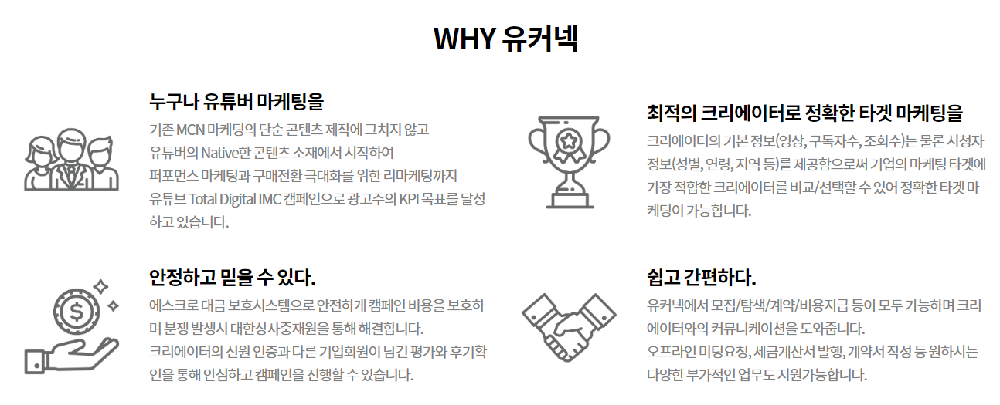 WHY 유커넥
누구나 유튜버 마케팅을
기존 MCN 마케팅의 단순 콘텐츠 제작에 그치지 않고
유튜버의 Native한 콘텐츠 소재에서 시작하여
퍼포먼스 마케팅과 구매전환 극대화를 위한 리마케팅까지
유튜브 Total Digital IMC 캠페인으로 광고주의 KPI 목표를 달성
하고 있습니다.
최적의 크리에이터로 정확한 타겟 마케팅을
크리에이터의 기본 정보(영상, 구독자수, 조회수)는 물론 시청자
정보(성별, 연령, 지역 등)를 제공함으로써 기업의 마케팅 타겟에
가장 적합한 크리에이터를 비교/선택할 수 있어 정확한 타겟 마
케팅이 가능합니다.
안정하고 믿을 수 있다.
에스크로 대금 보호시스템으로 안전하게 캠페인 비용을 보호하
며 분쟁 발생시 대한상사중재원을 통해 해결합니다.
크리에이터의 신원 인증과 다른 기업회원이 남긴 평가와 후기확
인을 통해 안심하고 캠페인을 진행할 수 있습니다.
쉽고 간편하다.
유커넥에서 모집/탐색/계약/비용지급 등이 모두 가능하며 크리
에이터와의 커뮤니케이션을 도와줍니다.
오프라인 미팅요청, 세금계산서 발행, 계약서 작성 등 원하시는
다양한 부가적인 업무도 지원가능합니다.